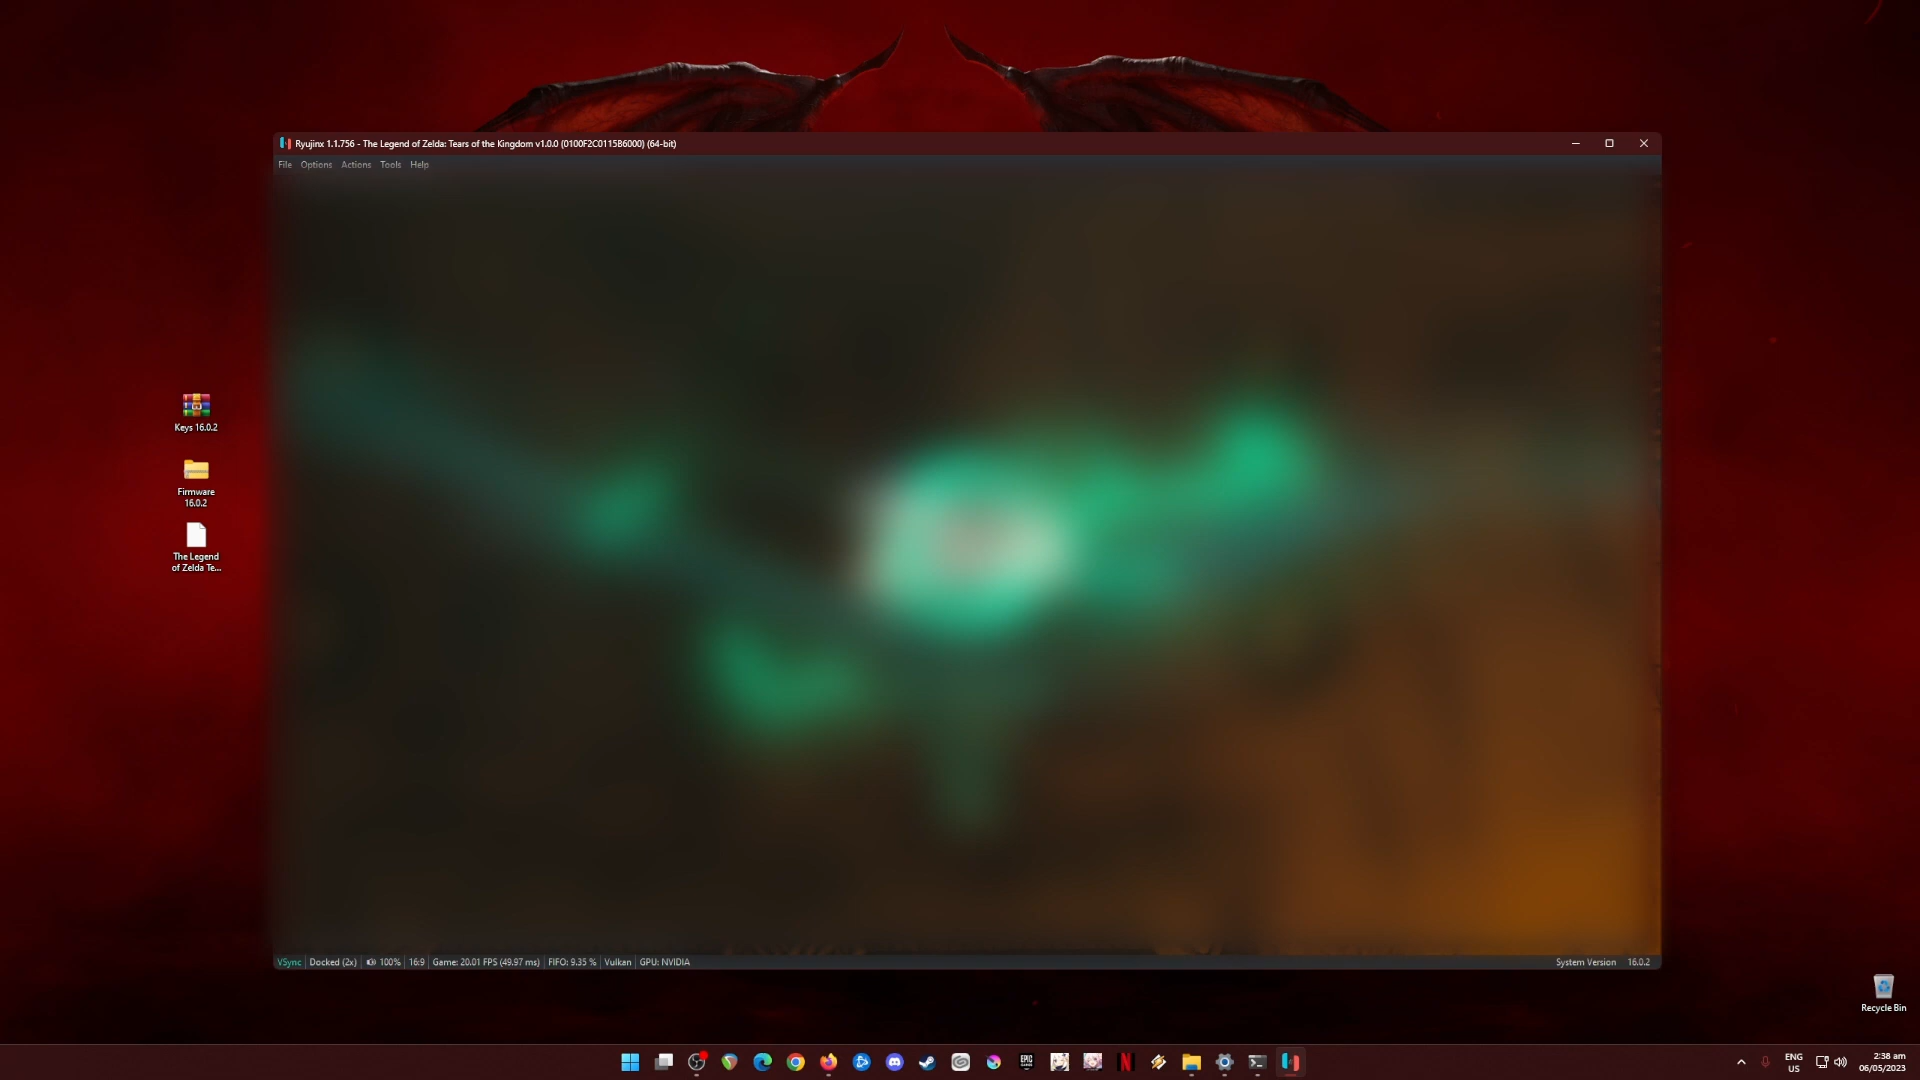 Ryujinx 1.1.756 - The Legend of Zelda: Tears of the Kingdom v1.0.0 (0100F2C0115B6000) (64-bit)
File Options Actions Tools Help
Keys 16.0.2
Firmware
16.0.2
The Legend
of Zelda Te...
VSync Docked (2x) 100% 16:9 Game: 20.01 FPS (49.97 ms) FIFO: 9.35 % Vulkan GPU: NVIDIA System Version 16.0.2
Recycle Bin
EPIC
N
ENG
US
2:38 am
06/05/2023